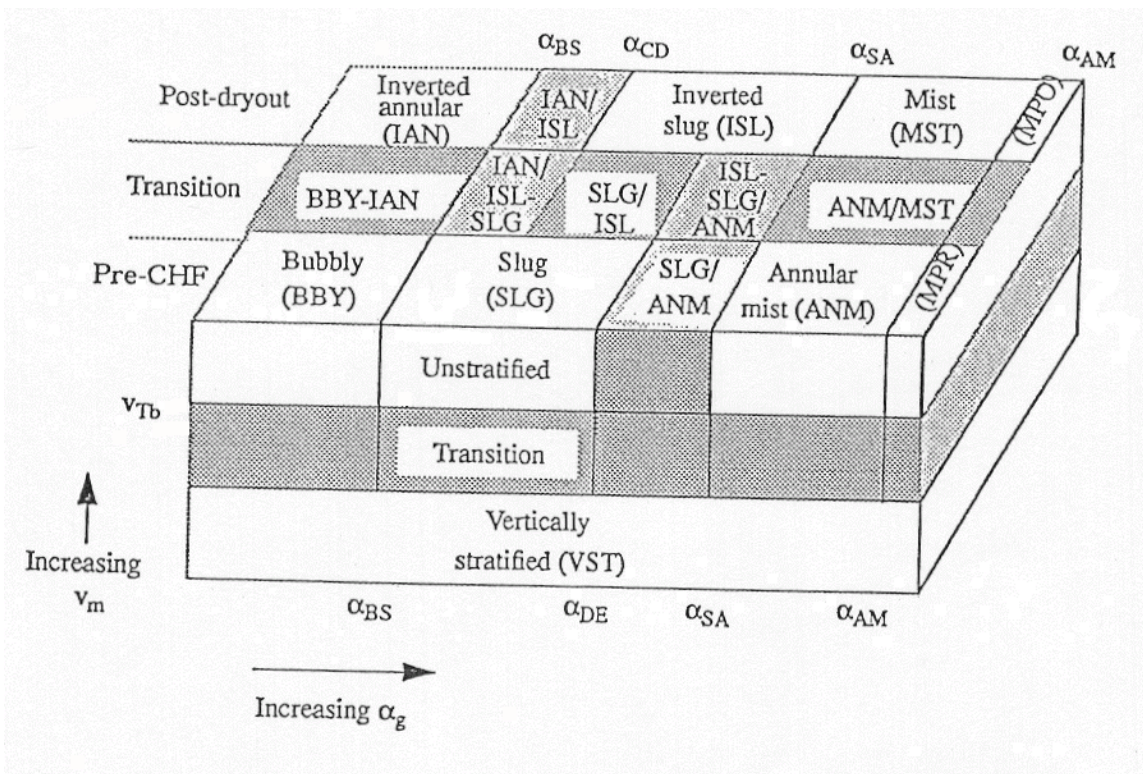 αBS αCD αSA αAM
Post-dryout
Inverted
annular
(IAN)
IAN/
ISL
Inverted
slug (ISL)
Mist
(MST)
(MPO)
Transition
BBY-IAN
IAN/
ISL-
SLG
SLG/
ISL
ISL-
SLG/
ANM
ANM/MST
Pre-CHF
Bubbly
(BBY)
Slug
(SLG)
SLG/
ANM
Annular
mist (ANM)
(MPR)
Unstratified
vTb
Transition
Vertically
stratified (VST)
Increasing
vm
αBS αDE αSA αAM
Increasing αg